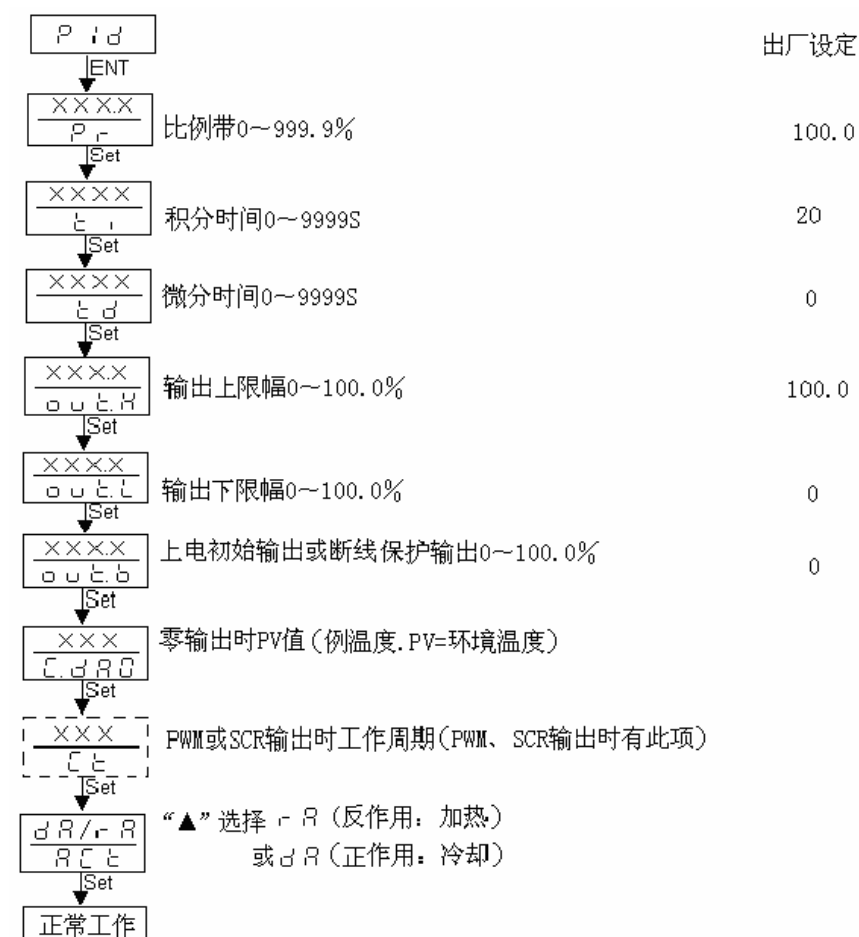 Pid
出厂设定
ENT
XXX.X
Pr
比例带0～999.9%
100.0
Set
XXXX
ti
积分时间0～9999S
20
Set
XXXX
td
微分时间0～9999S
0
Set
XXX.X
out.H
输出上限幅0～100.0%
100.0
Set
XXX.X
out.L
输出下限幅0～100.0%
0
Set
XXX.X
out.b
上电初始输出或断线保护输出0～100.0%
0
Set
XXX
C.dA0
零输出时PV值(例温度.PV=环境温度)
Set
XXX
Ct
PWM或SCR输出时工作周期(PWM、SCR输出时有此项)
Set
dA/rA
ACt
“▲”选择 rA (反作用: 加热)
或dA(正作用: 冷却)
Set
正常工作